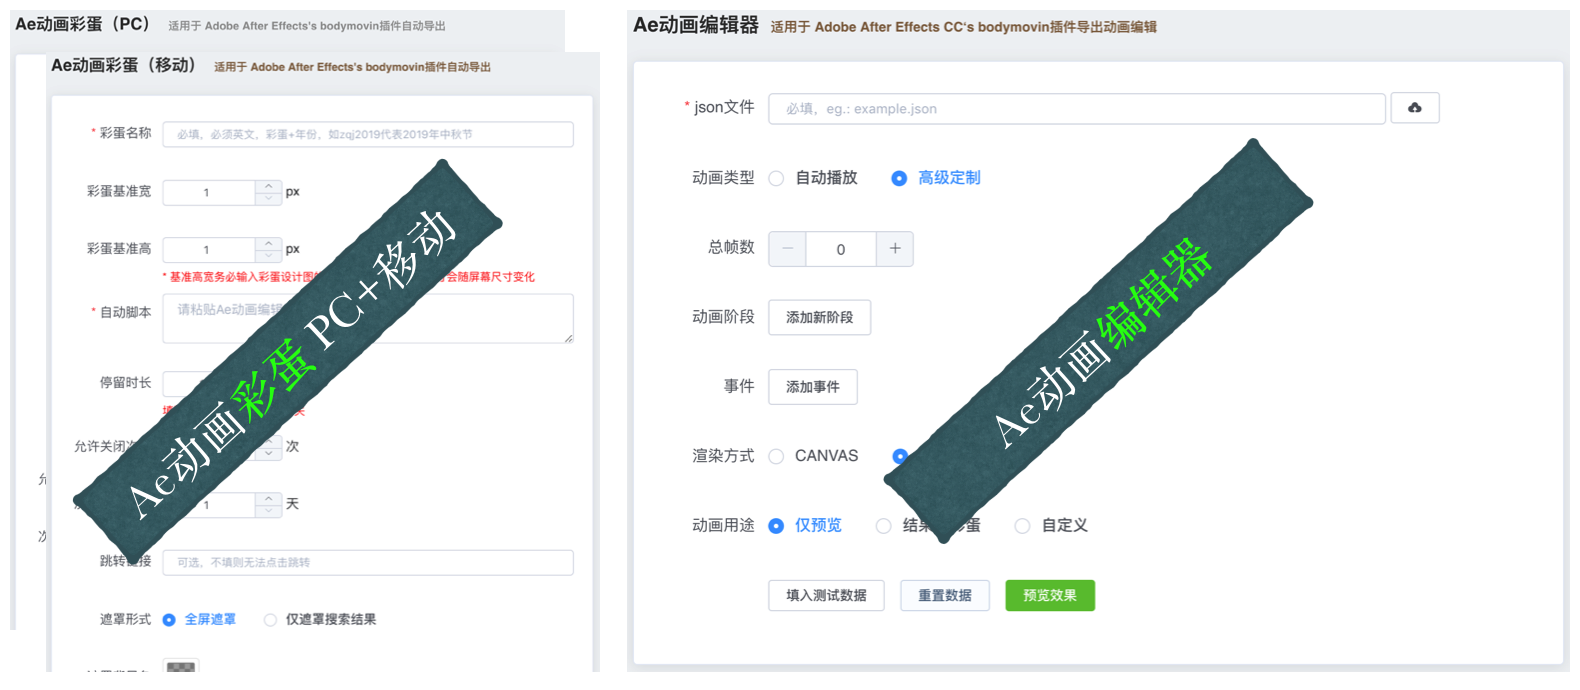 Ae动画彩蛋（PC） 适用于 Adobe After Effects's bodymovin插件自动导出
Ae动画彩蛋（移动） 适用于 Adobe After Effects's bodymovin插件自动导出
* 彩蛋名称 必填，必须英文，彩蛋+年份，如zqj2019代表2019年中秋节
彩蛋基准宽 1 px
彩蛋基准高 1 px
* 基准高宽务必输入彩蛋设计图 会随屏幕尺寸变化
* 自动脚本 请粘贴Ae动画编辑
停留时长
允许关闭 次
1 天
跳转链接 可选，不填则无法点击跳转
遮罩形式 全屏遮罩 仅遮罩搜索结果
Ae动画彩蛋 PC+移动
Ae动画编辑器 适用于 Adobe After Effects CC‘s bodymovin插件导出动画编辑
* json文件 必填，eg.: example.json
动画类型 自动播放 高级定制
总帧数 − 0 +
动画阶段 添加新阶段
事件 添加事件
渲染方式 CANVAS
动画用途 仅预览 结果 彩蛋 自定义
填入测试数据 重置数据 预览效果
Ae动画编辑器